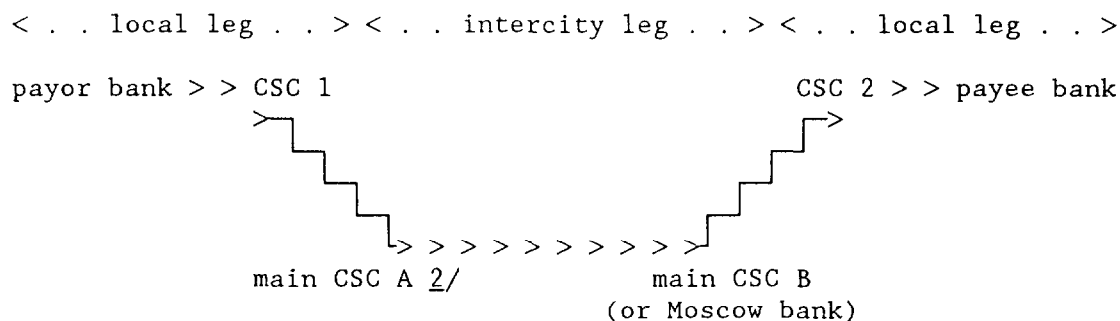 < . . local leg . . > < . . intercity leg . . > < . . local leg . . >
payor bank > > CSC 1 CSC 2 > > payee bank
> >
> > > > > > > > > >
main CSC A 2/ main CSC B
(or Moscow bank)